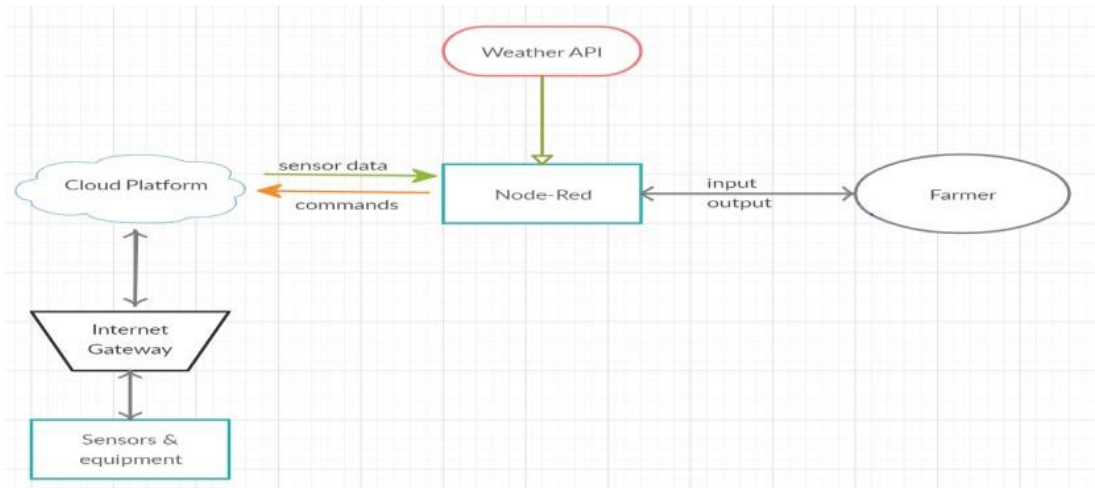 Weather API
sensor data
Cloud Platform
commands
Node-Red
input
output
Farmer
Internet
Gateway
Sensors &
equipment